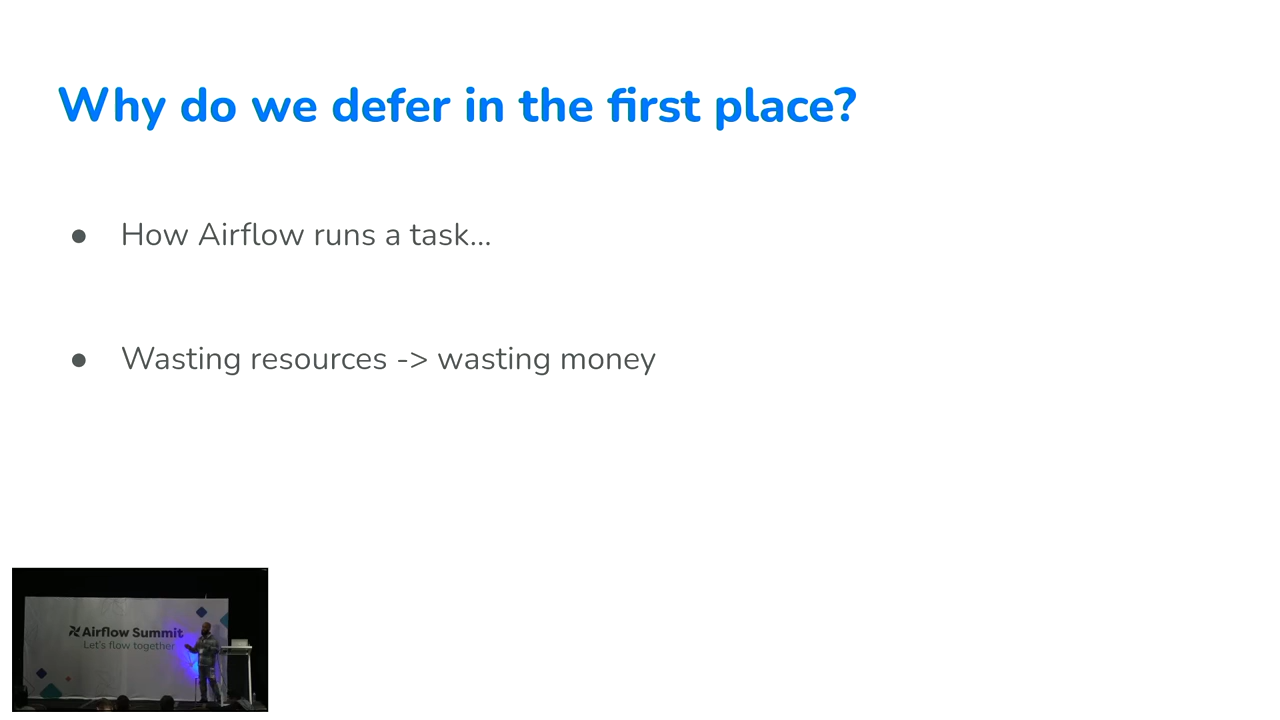 Why do we defer in the first place?
● How Airflow runs a task...
● Wasting resources -> wasting money
Airflow Summit
Let's flow together